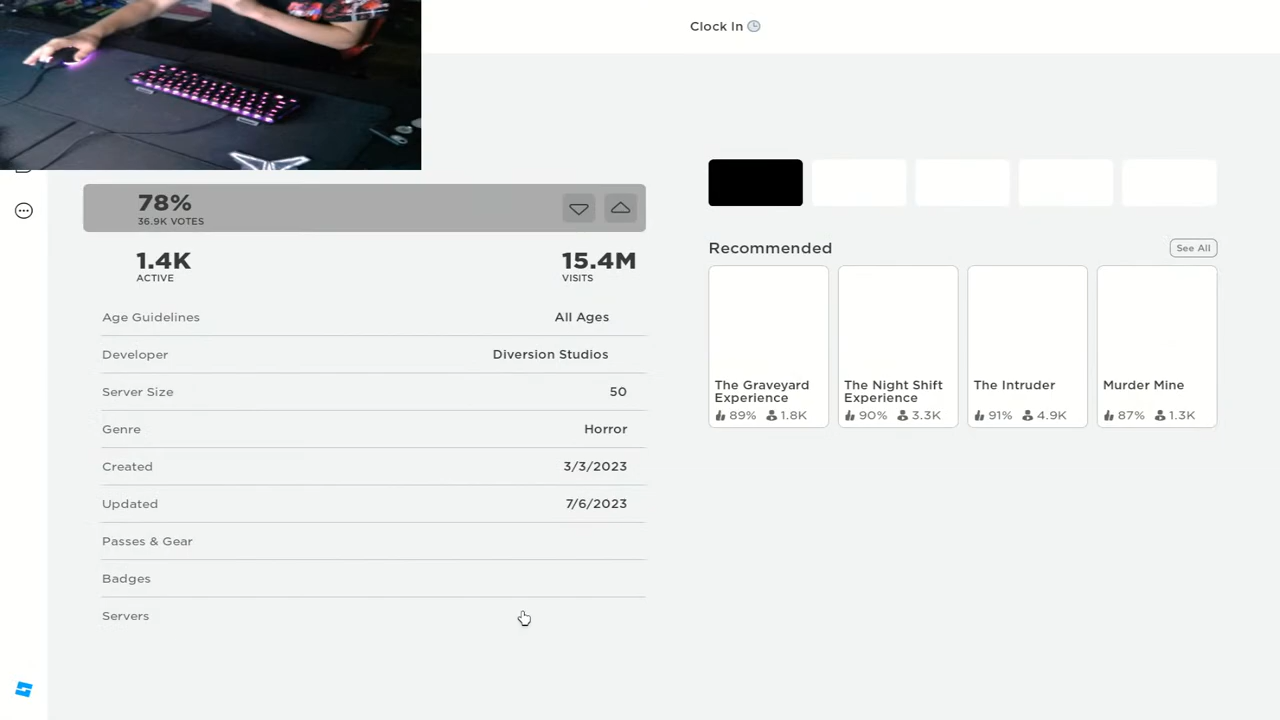 Clock In
78%
36.9K VOTES
1.4K
ACTIVE
15.4M
VISITS
Age Guidelines
All Ages
Developer
Diversion Studios
Server Size
50
Genre
Horror
Created
3/3/2023
Updated
7/6/2023
Passes & Gear
Badges
Servers
Recommended
See All
The Graveyard
Experience
89% 1.8K
The Night Shift
Experience
90% 3.3K
The Intruder
91% 4.9K
Murder Mine
87% 1.3K